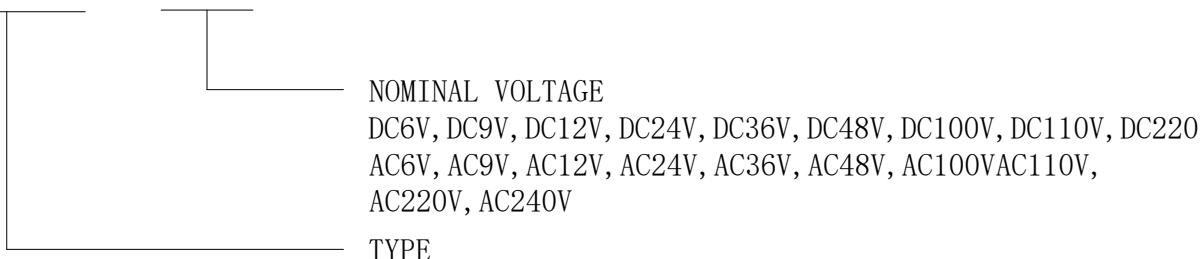 NOMINAL VOLTAGE
DC6V,DC9V,DC12V,DC24V,DC36V,DC48V,DC100V,DC110V,DC220
AC6V,AC9V,AC12V,AC24V,AC36V,AC48V,AC100VAC110V,
AC220V,AC240V
TYPE